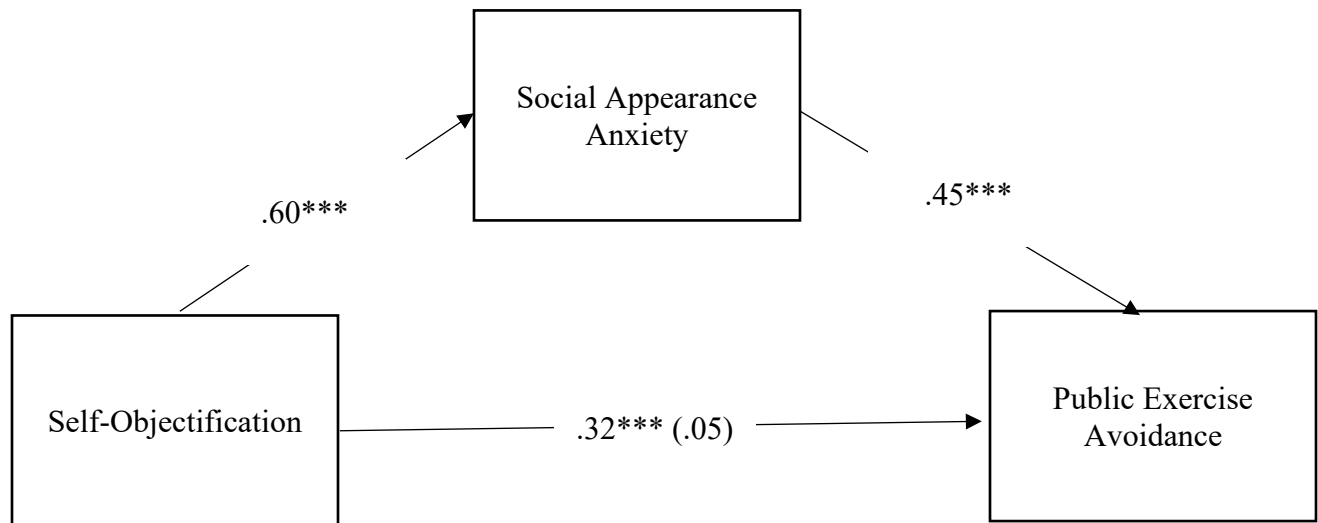 Social Appearance
Anxiety
.60***
.45***
Self-Objectification
.32*** (.05)
Public Exercise
Avoidance